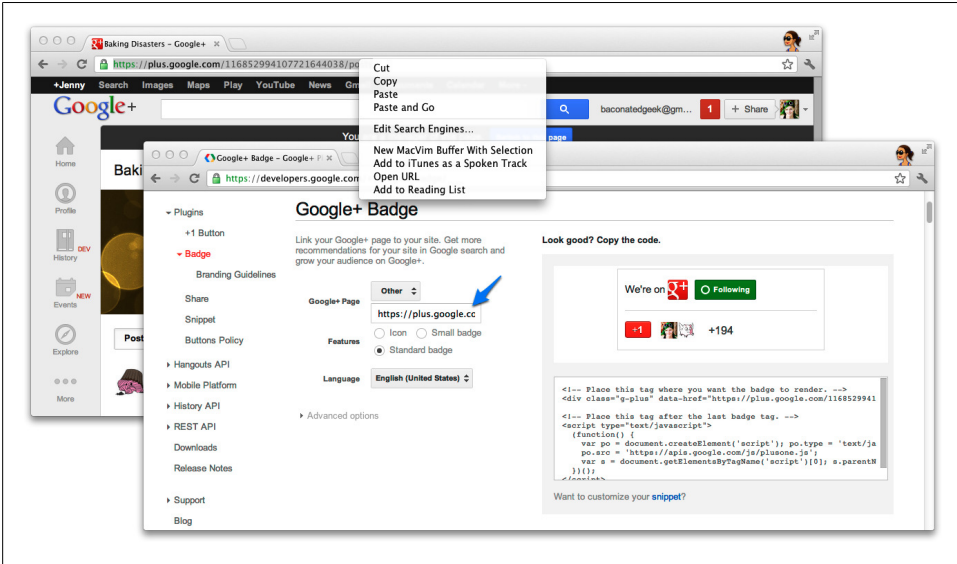 Baking Disasters - Google+
https://plus.google.com/116852994107721644038/po
+Jenny Search Images Maps Play YouTube News Gm
Google+
baconatedgeek@gm... 1 + Share
You
page
Home
Profile
History DEV
Events NEW
Explore
More
Baki
Post
Cut
Copy
Paste
Paste and Go
Edit Search Engines...
New MacVim Buffer With Selection
Add to iTunes as a Spoken Track
Open URL
Add to Reading List
Google+ Badge - Google+ Pl
https://developers.google.com
Plugins
+1 Button
Badge
Branding Guidelines
Share
Snippet
Buttons Policy
Hangouts API
Mobile Platform
History API
REST API
Downloads
Release Notes
Support
Blog
Google+ Badge
Link your Google+ page to your site. Get more
recommendations for your site in Google search and
grow your audience on Google+.
Google+ Page
Other
https://plus.google.cc
Features
Icon Small badge
Standard badge
Language English (United States)
Advanced options
Look good? Copy the code.
We're on g+ Following
+1 +194
<!-- Place this tag where you want the badge to render. -->
<div class="g-plus" data-href="https://plus.google.com/1168529941
<!-- Place this tag after the last badge tag. -->
<script type="text/javascript">
(function() {
var po = document.createElement('script'); po.type = 'text/ja
po.src = 'https://apis.google.com/js/plusone.js';
var s = document.getElementsByTagName('script')[0]; s.parentN
})();
</script>
Want to customize your snippet?